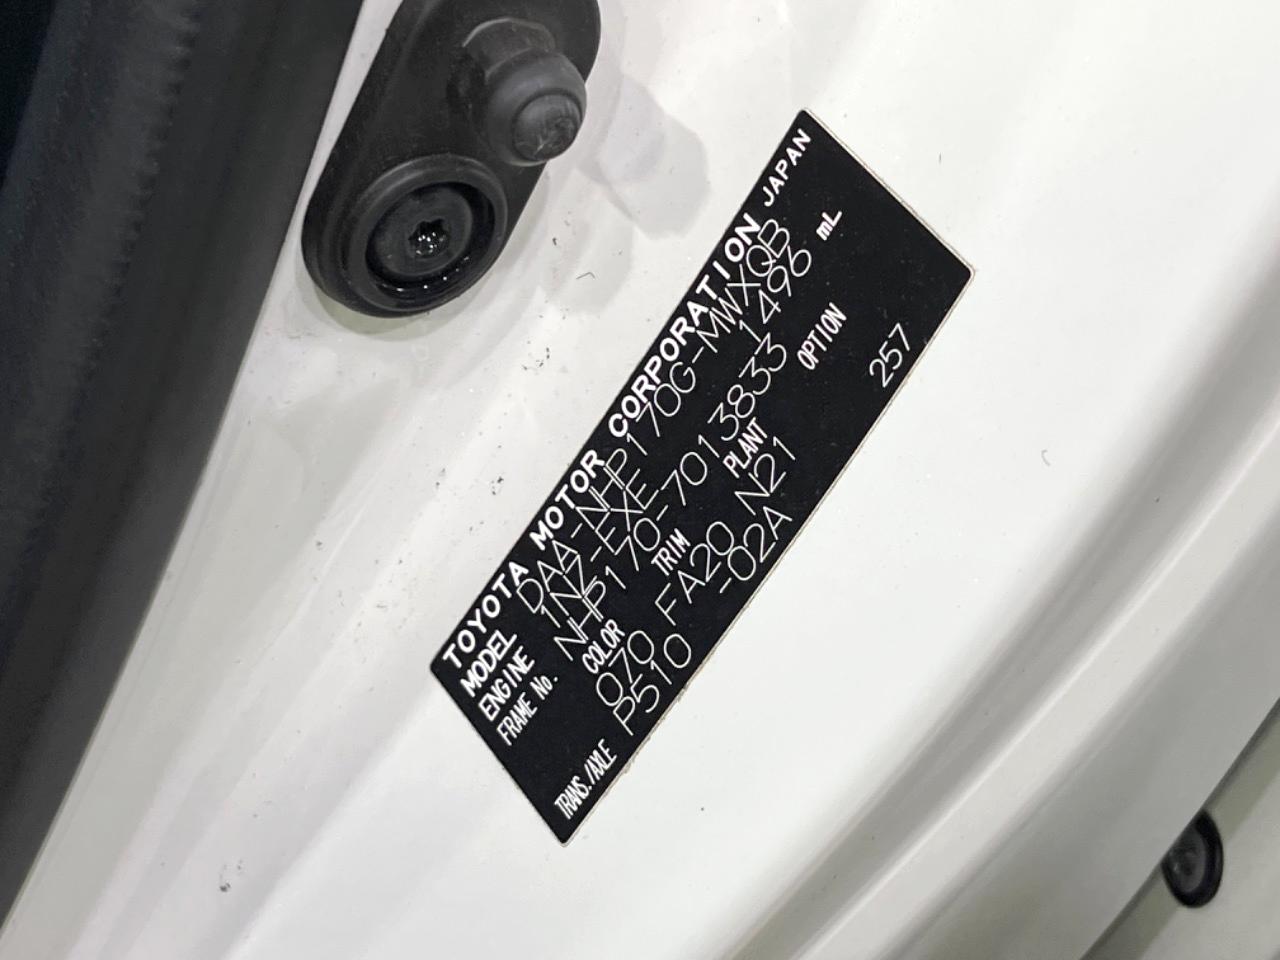 TOYOTA MOTOR CORPORATION JAPAN
MODEL DAA-NHP170G-MWXQB
ENGINE 1NZ-EXE 1496 mL
FRAME No. NHP170-7013833
COLOR TRIM PLANT OPTION
070 FA20 N21 257
TRANS./AXLE P510 -02A